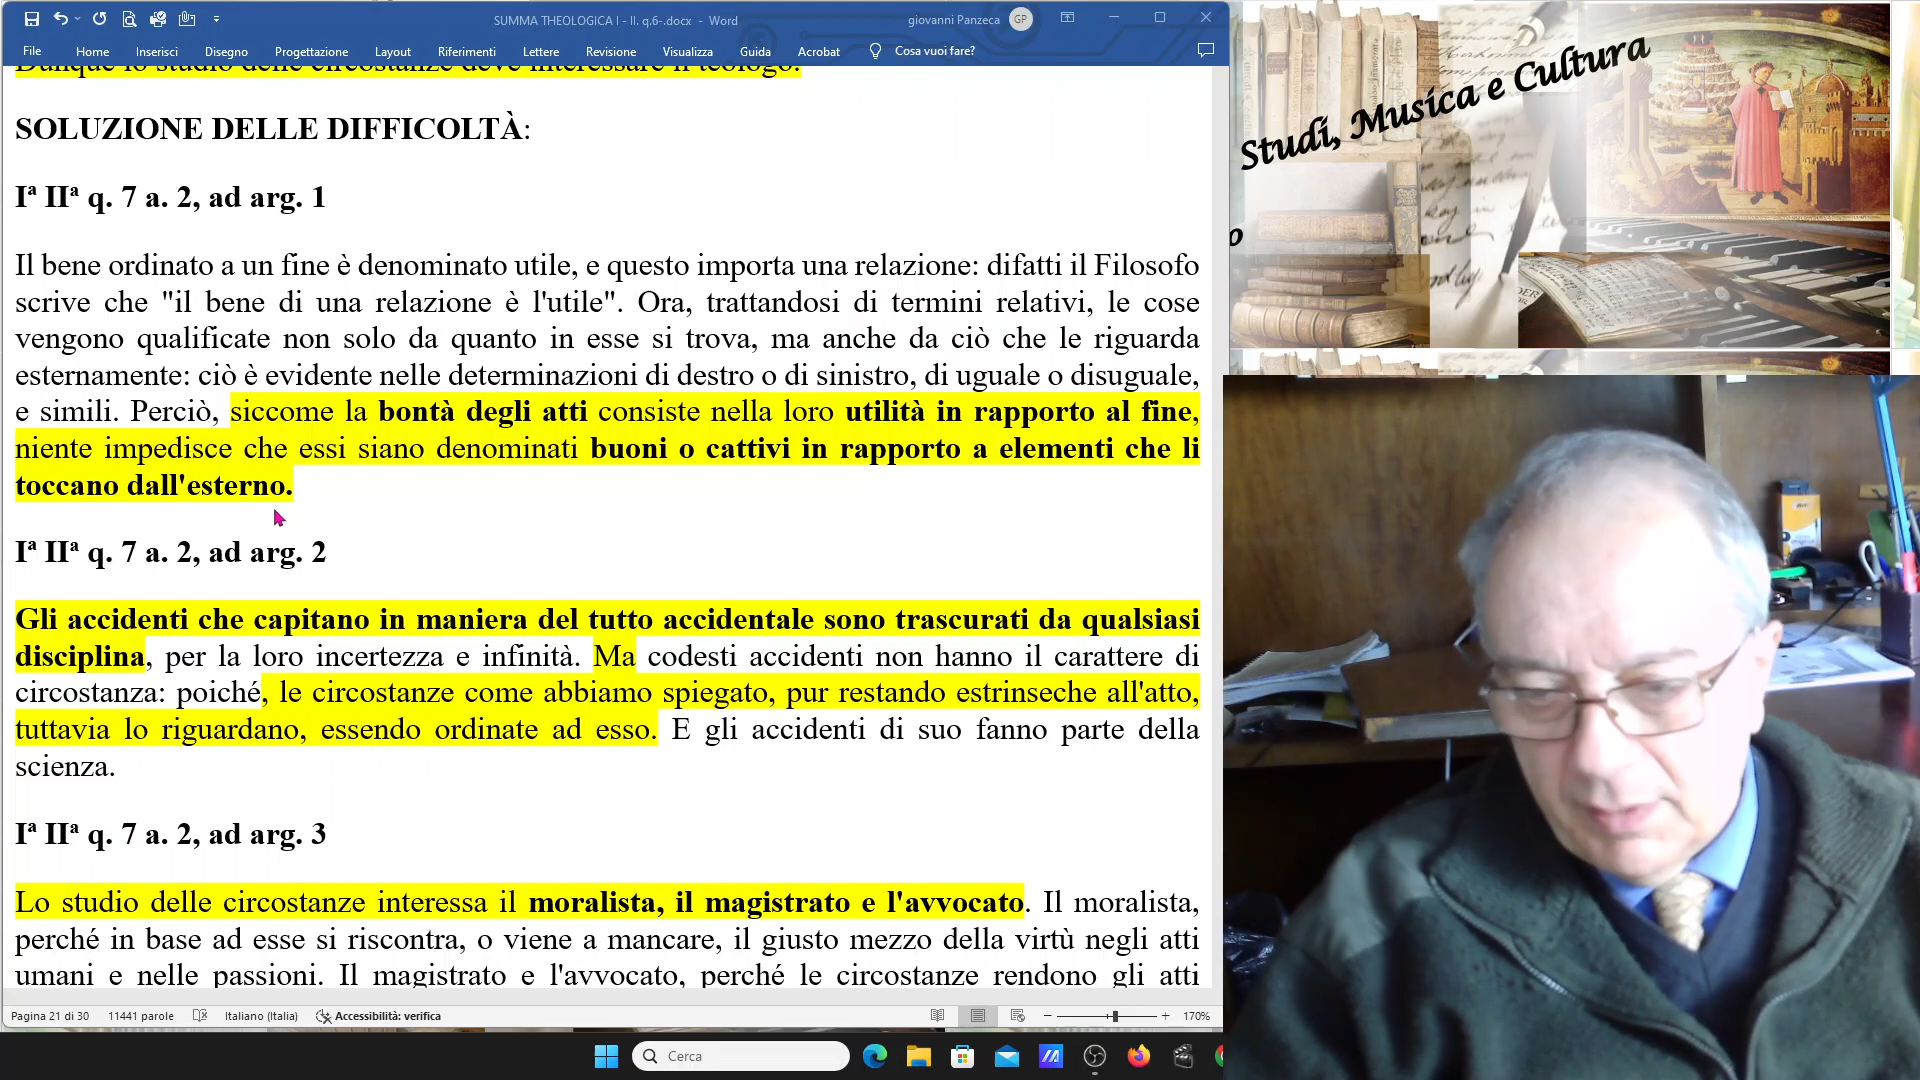 SUMMA THEOLOGICA I - II. q.6-.docx - Word
giovanni Panzeca
GP
File Home Inserisci Disegno Progettazione Layout Riferimenti Lettere Revisione Visualizza Guida Acrobat Cosa vuoi fare?
Dunque lo studio delle circostanze deve interessare il teologo.
SOLUZIONE DELLE DIFFICOLTÀ:
Iª IIª q. 7 a. 2, ad arg. 1
Il bene ordinato a un fine è denominato utile, e questo importa una relazione: difatti il Filosofo
scrive che "il bene di una relazione è l'utile". Ora, trattandosi di termini relativi, le cose
vengono qualificate non solo da quanto in esse si trova, ma anche da ciò che le riguarda
esternamente: ciò è evidente nelle determinazioni di destro o di sinistro, di uguale o disuguale,
e simili. Perciò, siccome la bontà degli atti consiste nella loro utilità in rapporto al fine,
niente impedisce che essi siano denominati buoni o cattivi in rapporto a elementi che li
toccano dall'esterno.
Iª IIª q. 7 a. 2, ad arg. 2
Gli accidenti che capitano in maniera del tutto accidentale sono trascurati da qualsiasi
disciplina, per la loro incertezza e infinità. Ma codesti accidenti non hanno il carattere di
circostanza: poiché, le circostanze come abbiamo spiegato, pur restando estrinseche all'atto,
tuttavia lo riguardano, essendo ordinate ad esso. E gli accidenti di suo fanno parte della
scienza.
Iª IIª q. 7 a. 2, ad arg. 3
Lo studio delle circostanze interessa il moralista, il magistrato e l'avvocato. Il moralista,
perché in base ad esse si riscontra, o viene a mancare, il giusto mezzo della virtù negli atti
umani e nelle passioni. Il magistrato e l'avvocato, perché le circostanze rendono gli atti
Pagina 21 di 30 11441 parole Italiano (Italia) Accessibilità: verifica 170%
Cerca
Studi, Musica e Cultura
o